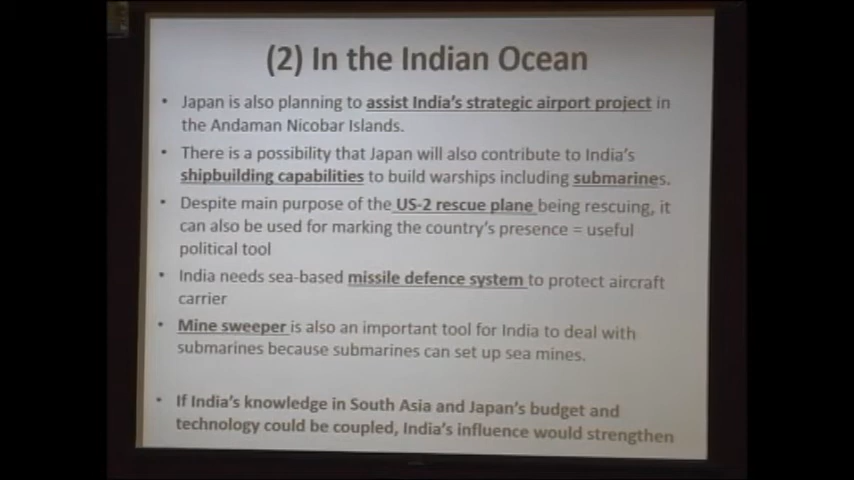 (2) In the Indian Ocean
• Japan is also planning to assist India's strategic airport project in
the Andaman Nicobar Islands.
• There is a possibility that Japan will also contribute to India's
shipbuilding capabilities to build warships including submarines.
• Despite main purpose of the US-2 rescue plane being rescuing, it
can also be used for marking the country's presence = useful
political tool
• India needs sea-based missile defence system to protect aircraft
carrier
• Mine sweeper is also an important tool for India to deal with
submarines because submarines can set up sea mines.
• If India's knowledge in South Asia and Japan's budget and
technology could be coupled, India's influence would strengthen